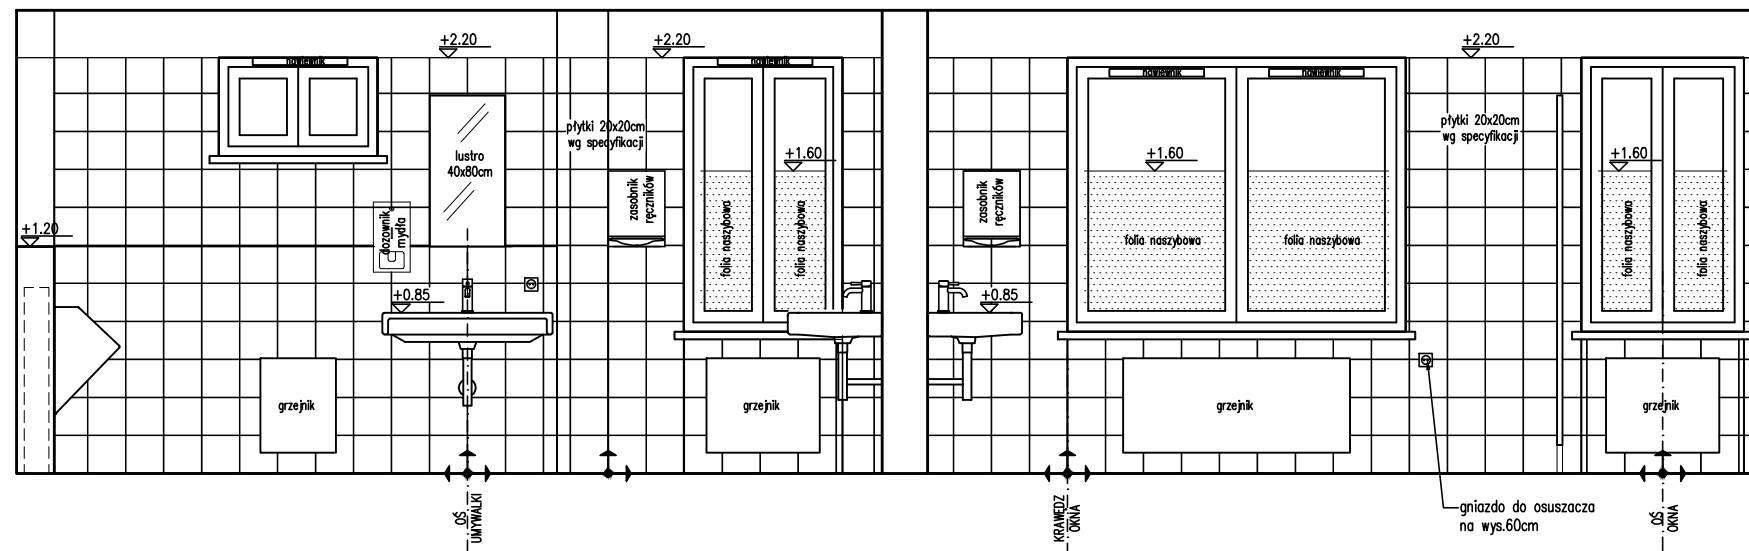 +2.20
+2.20
+2.20
nawiewnik
nawiewnik
nawiewnik
nawiewnik
płytki 20x20cm
wg specyfikacji
płytki 20x20cm
wg specyfikacji
lustro
40x80cm
+1.60
+1.60
+1.60
zasobnik
ręczników
zasobnik
ręczników
dozownik
mydła
+1.20
folia naszybowa
folia naszybowa
folia naszybowa
folia naszybowa
folia naszybowa
folia naszybowa
+0.85
+0.85
grzejnik
grzejnik
grzejnik
grzejnik
OŚ
UMYWALKI
KRAWĘDZ
OKNA
gniazdo do osuszacza
na wys.60cm
OŚ
OKNA